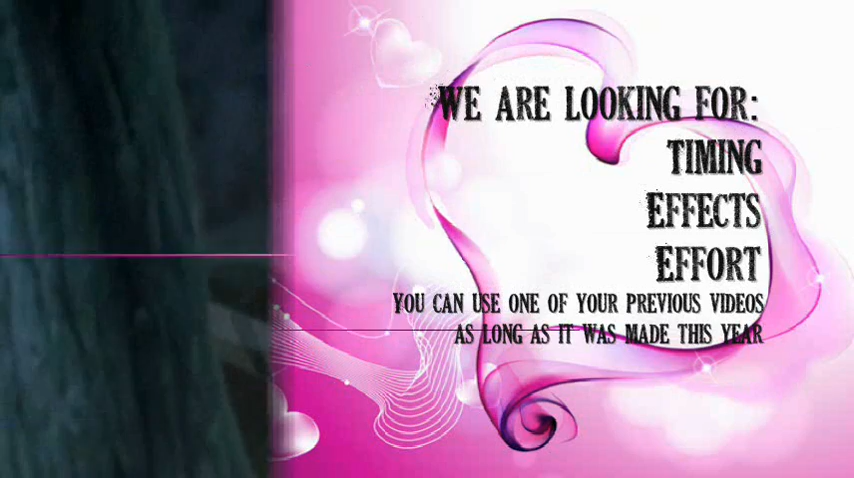 WE ARE LOOKING FOR:
TIMING
EFFECTS
EFFORT
YOU CAN USE ONE OF YOUR PREVIOUS VIDEOS
AS LONG AS IT WAS MADE THIS YEAR